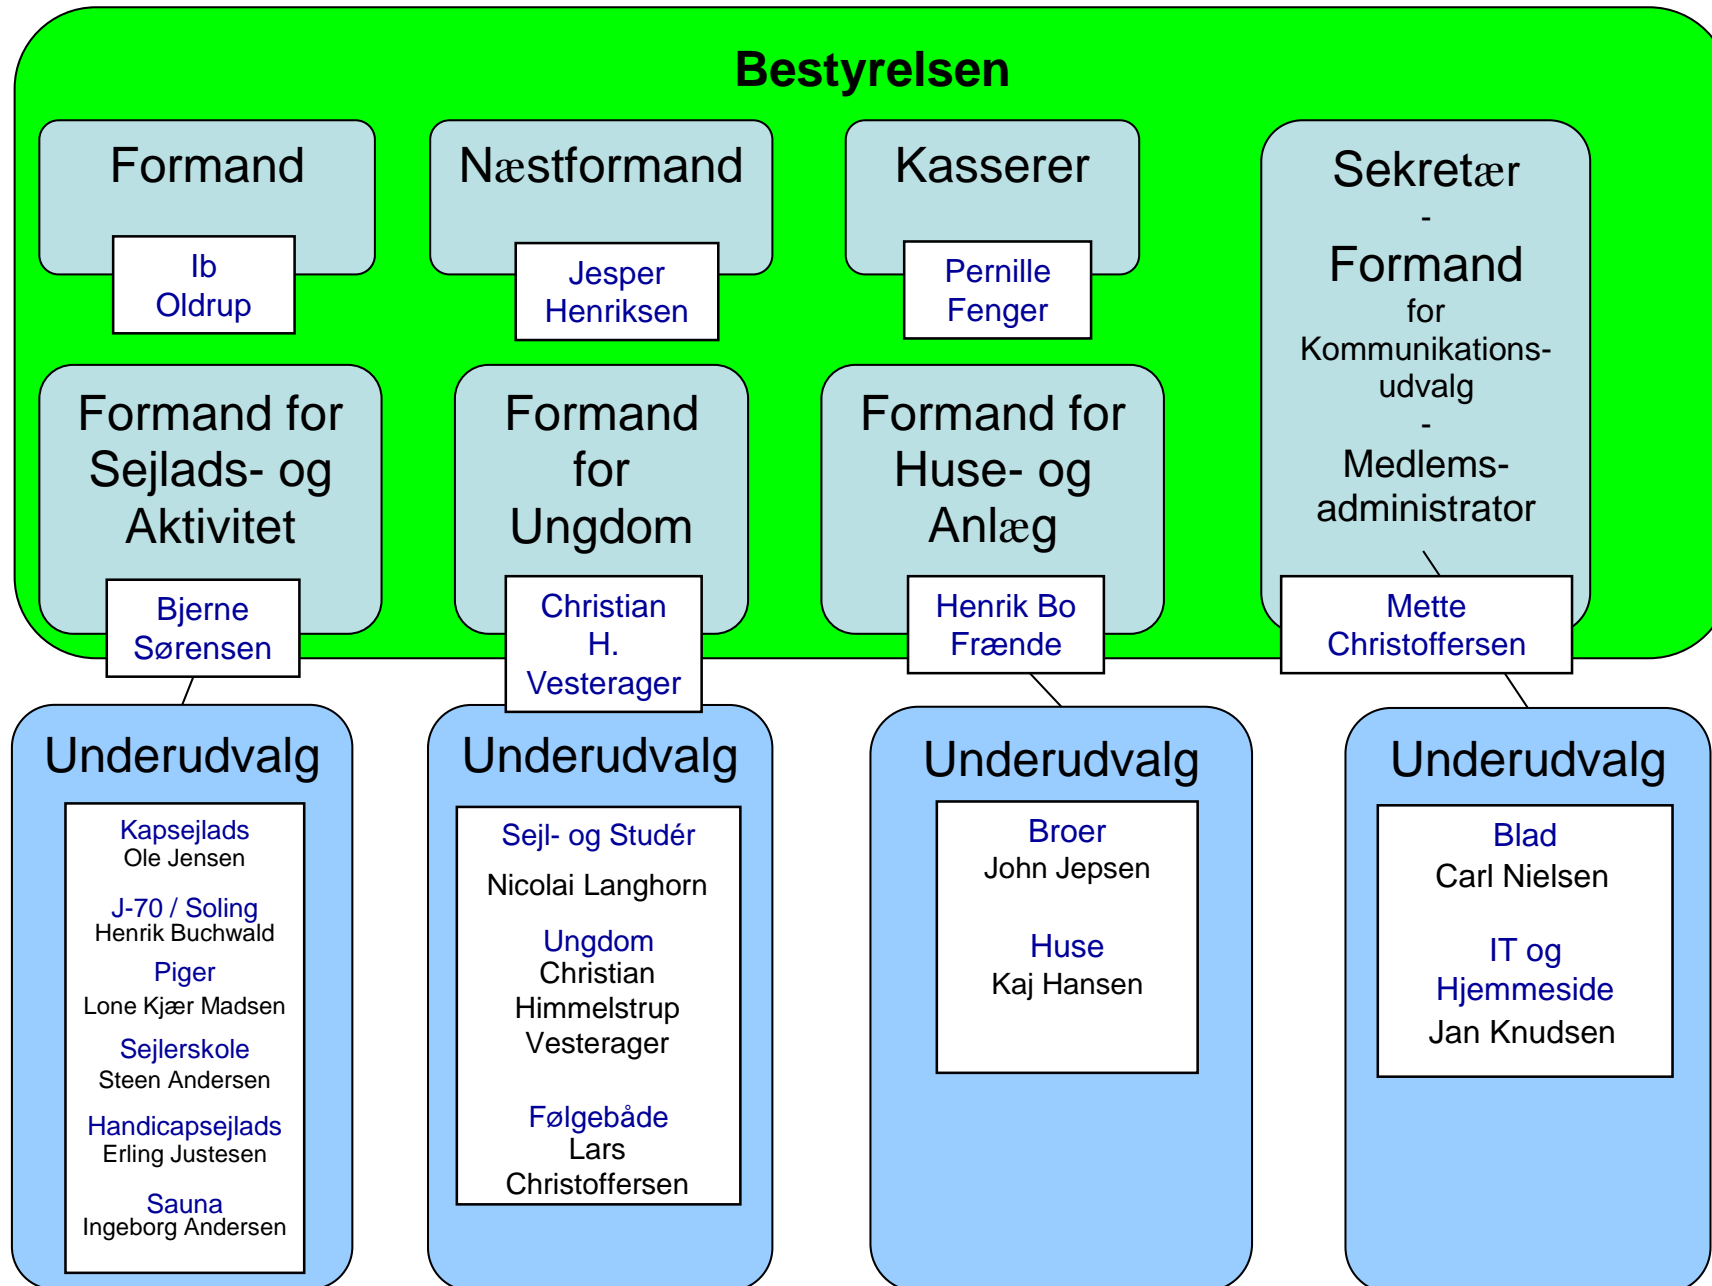 Bestyrelsen
Formand
Ib
Oldrup
Næstformand
Jesper
Henriksen
Kasserer
Pernille
Fenger
Sekretær
-
Formand
for
Kommunikations-
udvalg
-
Medlems-
administrator
Mette
Christoffersen
Formand for
Sejlads- og
Aktivitet
Bjerne
Sørensen
Formand
for
Ungdom
Christian
H.
Vesterager
Formand for
Huse- og
Anlæg
Henrik Bo
Frænde
Underudvalg
Kapsejlads
Ole Jensen
J-70 / Soling
Henrik Buchwald
Piger
Lone Kjær Madsen
Sejlerskole
Steen Andersen
Handicapsejlads
Erling Justesen
Sauna
Ingeborg Andersen
Underudvalg
Sejl- og Studér
Nicolai Langhorn
Ungdom
Christian
Himmelstrup
Vesterager
Følgebåde
Lars
Christoffersen
Underudvalg
Broer
John Jepsen
Huse
Kaj Hansen
Underudvalg
Blad
Carl Nielsen
IT og
Hjemmeside
Jan Knudsen